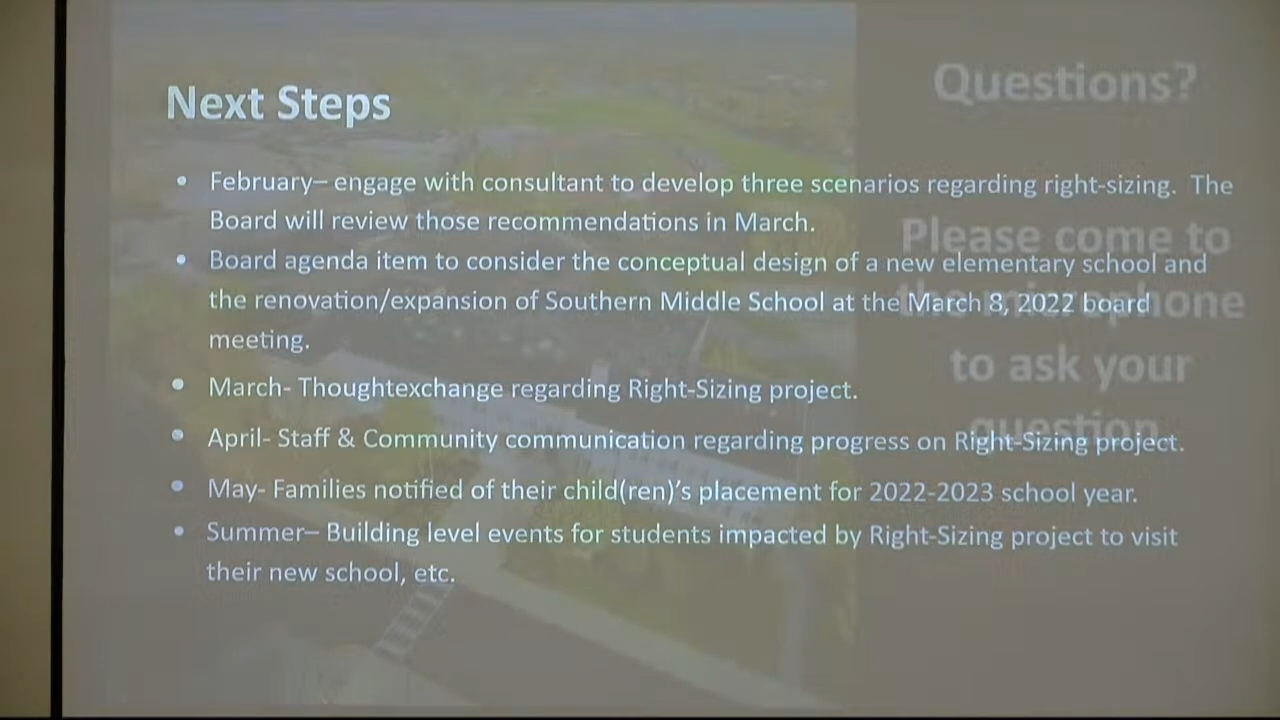 Next Steps
• February– engage with consultant to develop three scenarios regarding right-sizing. The
Board will review those recommendations in March.
• Board agenda item to consider the conceptual design of a new elementary school and
the renovation/expansion of Southern Middle School at the March 8, 2022 board
meeting.
• March- Thoughtexchange regarding Right-Sizing project.
• April- Staff & Community communication regarding progress on Right-Sizing project.
• May- Families notified of their child(ren)'s placement for 2022-2023 school year.
• Summer– Building level events for students impacted by Right-Sizing project to visit
their new school, etc.
Questions?
Please come to
the microphone
to ask your
question